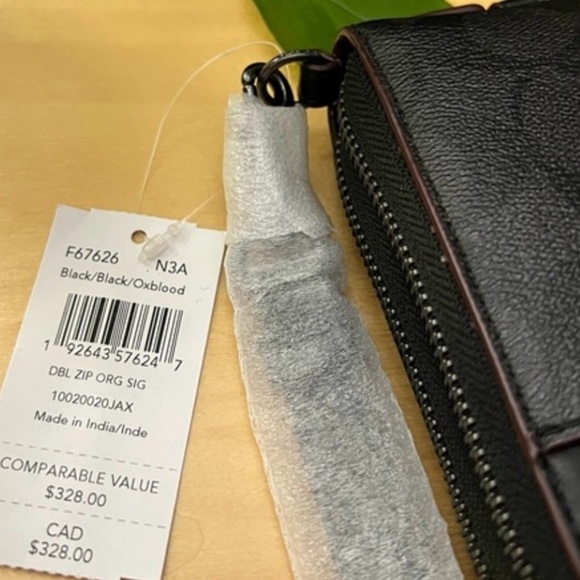 F67626 N3A
Black/Black/Oxblood
1 92643 57624 7
DBL ZIP ORG SIG
10020020JAX
Made in India/Inde
COMPARABLE VALUE
$328.00
CAD
$328.00